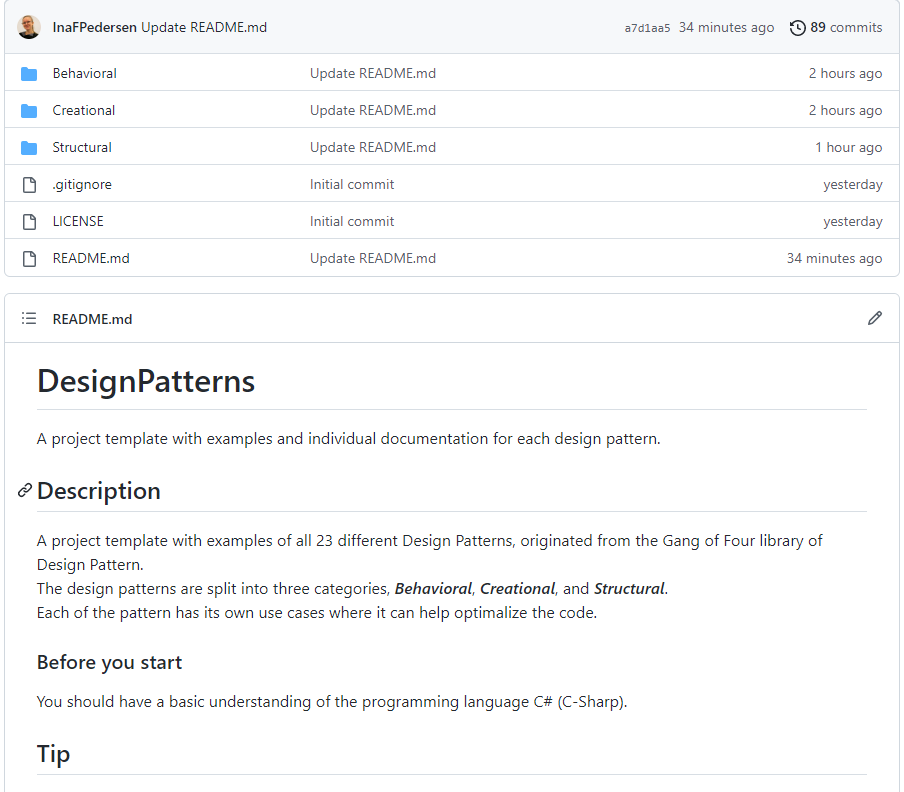 InaFPedersen Update README.md a7d1aa5 34 minutes ago 89 commits
Behavioral Update README.md 2 hours ago
Creational Update README.md 2 hours ago
Structural Update README.md 1 hour ago
.gitignore Initial commit yesterday
LICENSE Initial commit yesterday
README.md Update README.md 34 minutes ago
README.md
DesignPatterns
A project template with examples and individual documentation for each design pattern.
Description
A project template with examples of all 23 different Design Patterns, originated from the Gang of Four library of
Design Pattern.
The design patterns are split into three categories, Behavioral, Creational, and Structural.
Each of the pattern has its own use cases where it can help optimalize the code.
Before you start
You should have a basic understanding of the programming language C# (C-Sharp).
Tip